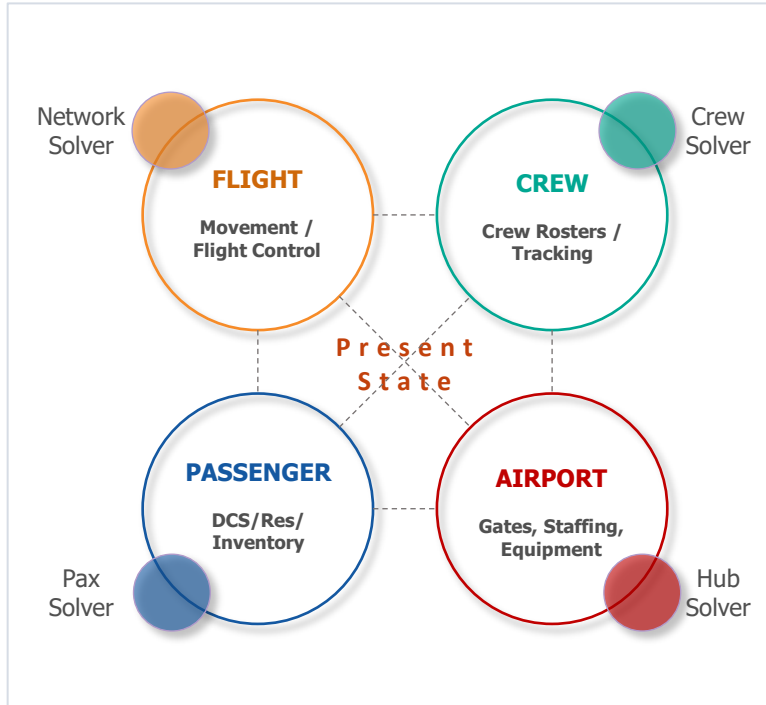 Network
Solver
FLIGHT
Movement /
Flight Control
CREW
Crew Rosters /
Tracking
Crew
Solver
Present
State
PASSENGER
DCS/Res/
Inventory
Pax
Solver
AIRPORT
Gates, Staffing,
Equipment
Hub
Solver